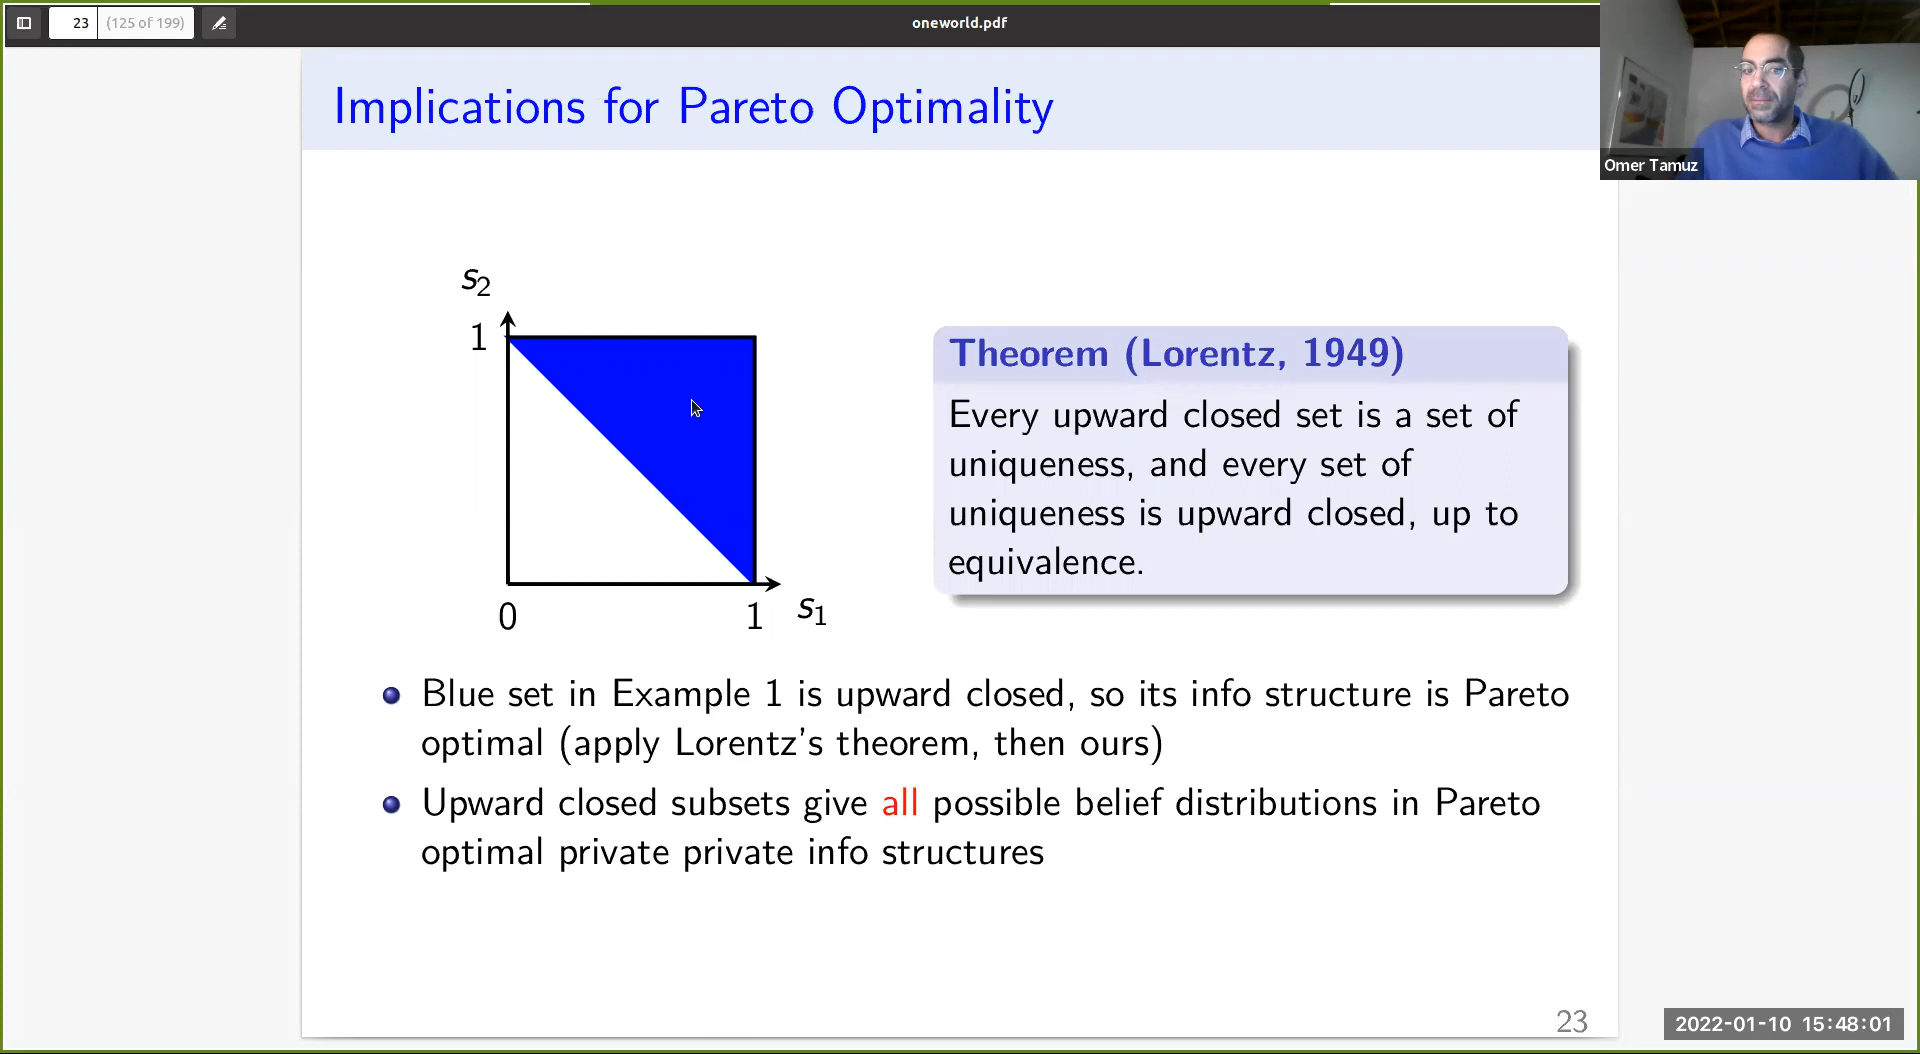 23 (125 of 199)
oneworld.pdf
Omer Tamuz
Implications for Pareto Optimality
s2
1
0
1
s1
Theorem (Lorentz, 1949)
Every upward closed set is a set of
uniqueness, and every set of
uniqueness is upward closed, up to
equivalence.
Blue set in Example 1 is upward closed, so its info structure is Pareto
optimal (apply Lorentz's theorem, then ours)
Upward closed subsets give all possible belief distributions in Pareto
optimal private private info structures
23
2022-01-10 15:48:01